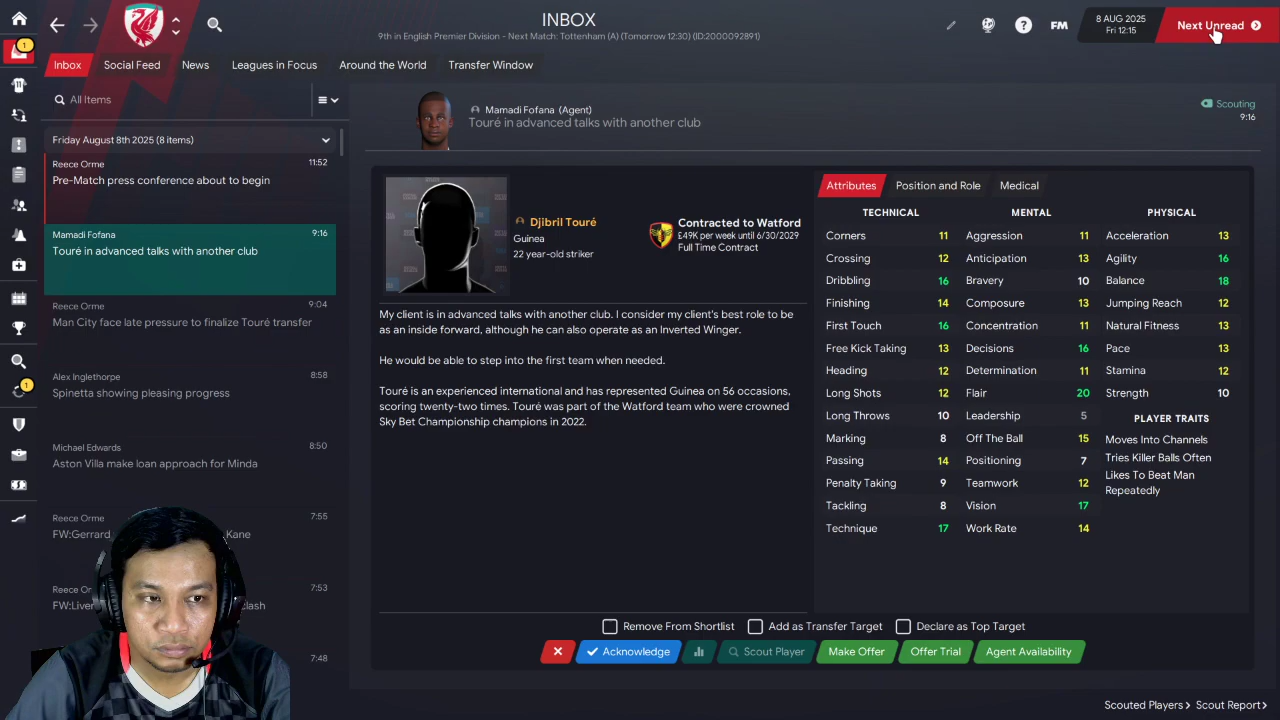 INBOX
9th in English Premier Division - Next Match: Tottenham (A) (Tomorrow 12:30) (ID:2000092891)
FM
8 AUG 2025
Fri 12:15
Next Unread
1
Inbox
Social Feed
News
Leagues in Focus
Around the World
Transfer Window
All Items
Friday August 8th 2025 (8 items)
Reece Orme 11:52
Pre-Match press conference about to begin
Mamadi Fofana 9:16
Touré in advanced talks with another club
Reece Orme 9:04
Man City face late pressure to finalize Touré transfer
Alex Inglethorpe 8:58
Spinetta showing pleasing progress
Michael Edwards 8:50
Aston Villa make loan approach for Minda
Reece Orme 7:55
FW:Gerrard Kane
7:53
7:48
1
Mamadi Fofana (Agent)
Touré in advanced talks with another club
Scouting
9:16
Djibril Touré
Guinea
22 year-old striker
Contracted to Watford
£49K per week until 6/30/2029
Full Time Contract
My client is in advanced talks with another club. I consider my client's best role to be
as an inside forward, although he can also operate as an Inverted Winger.
He would be able to step into the first team when needed.
Touré is an experienced international and has represented Guinea on 56 occasions,
scoring twenty-two times. Touré was part of the Watford team who were crowned
Sky Bet Championship champions in 2022.
Attributes
Position and Role
Medical
TECHNICAL
Corners 11
Crossing 12
Dribbling 16
Finishing 14
First Touch 16
Free Kick Taking 13
Heading 12
Long Shots 12
Long Throws 10
Marking 8
Passing 14
Penalty Taking 9
Tackling 8
Technique 17
MENTAL
Aggression 11
Anticipation 13
Bravery 10
Composure 13
Concentration 11
Decisions 16
Determination 11
Flair 20
Leadership 5
Off The Ball 15
Positioning 7
Teamwork 12
Vision 17
Work Rate 14
PHYSICAL
Acceleration 13
Agility 16
Balance 18
Jumping Reach 12
Natural Fitness 13
Pace 13
Stamina 12
Strength 10
PLAYER TRAITS
Moves Into Channels
Tries Killer Balls Often
Likes To Beat Man
Repeatedly
Remove From Shortlist
Add as Transfer Target
Declare as Top Target
Acknowledge
Scout Player
Make Offer
Offer Trial
Agent Availability
Scouted Players
Scout Report